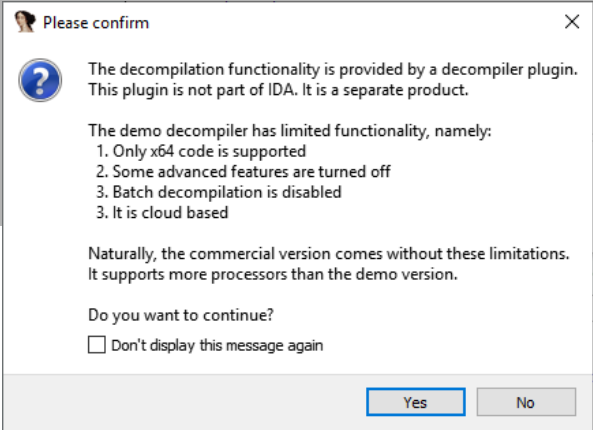 Please confirm
The decompilation functionality is provided by a decompiler plugin.
This plugin is not part of IDA. It is a separate product.
The demo decompiler has limited functionality, namely:
1. Only x64 code is supported
2. Some advanced features are turned off
3. Batch decompilation is disabled
3. It is cloud based
Naturally, the commercial version comes without these limitations.
It supports more processors than the demo version.
Do you want to continue?
Don't display this message again
Yes
No